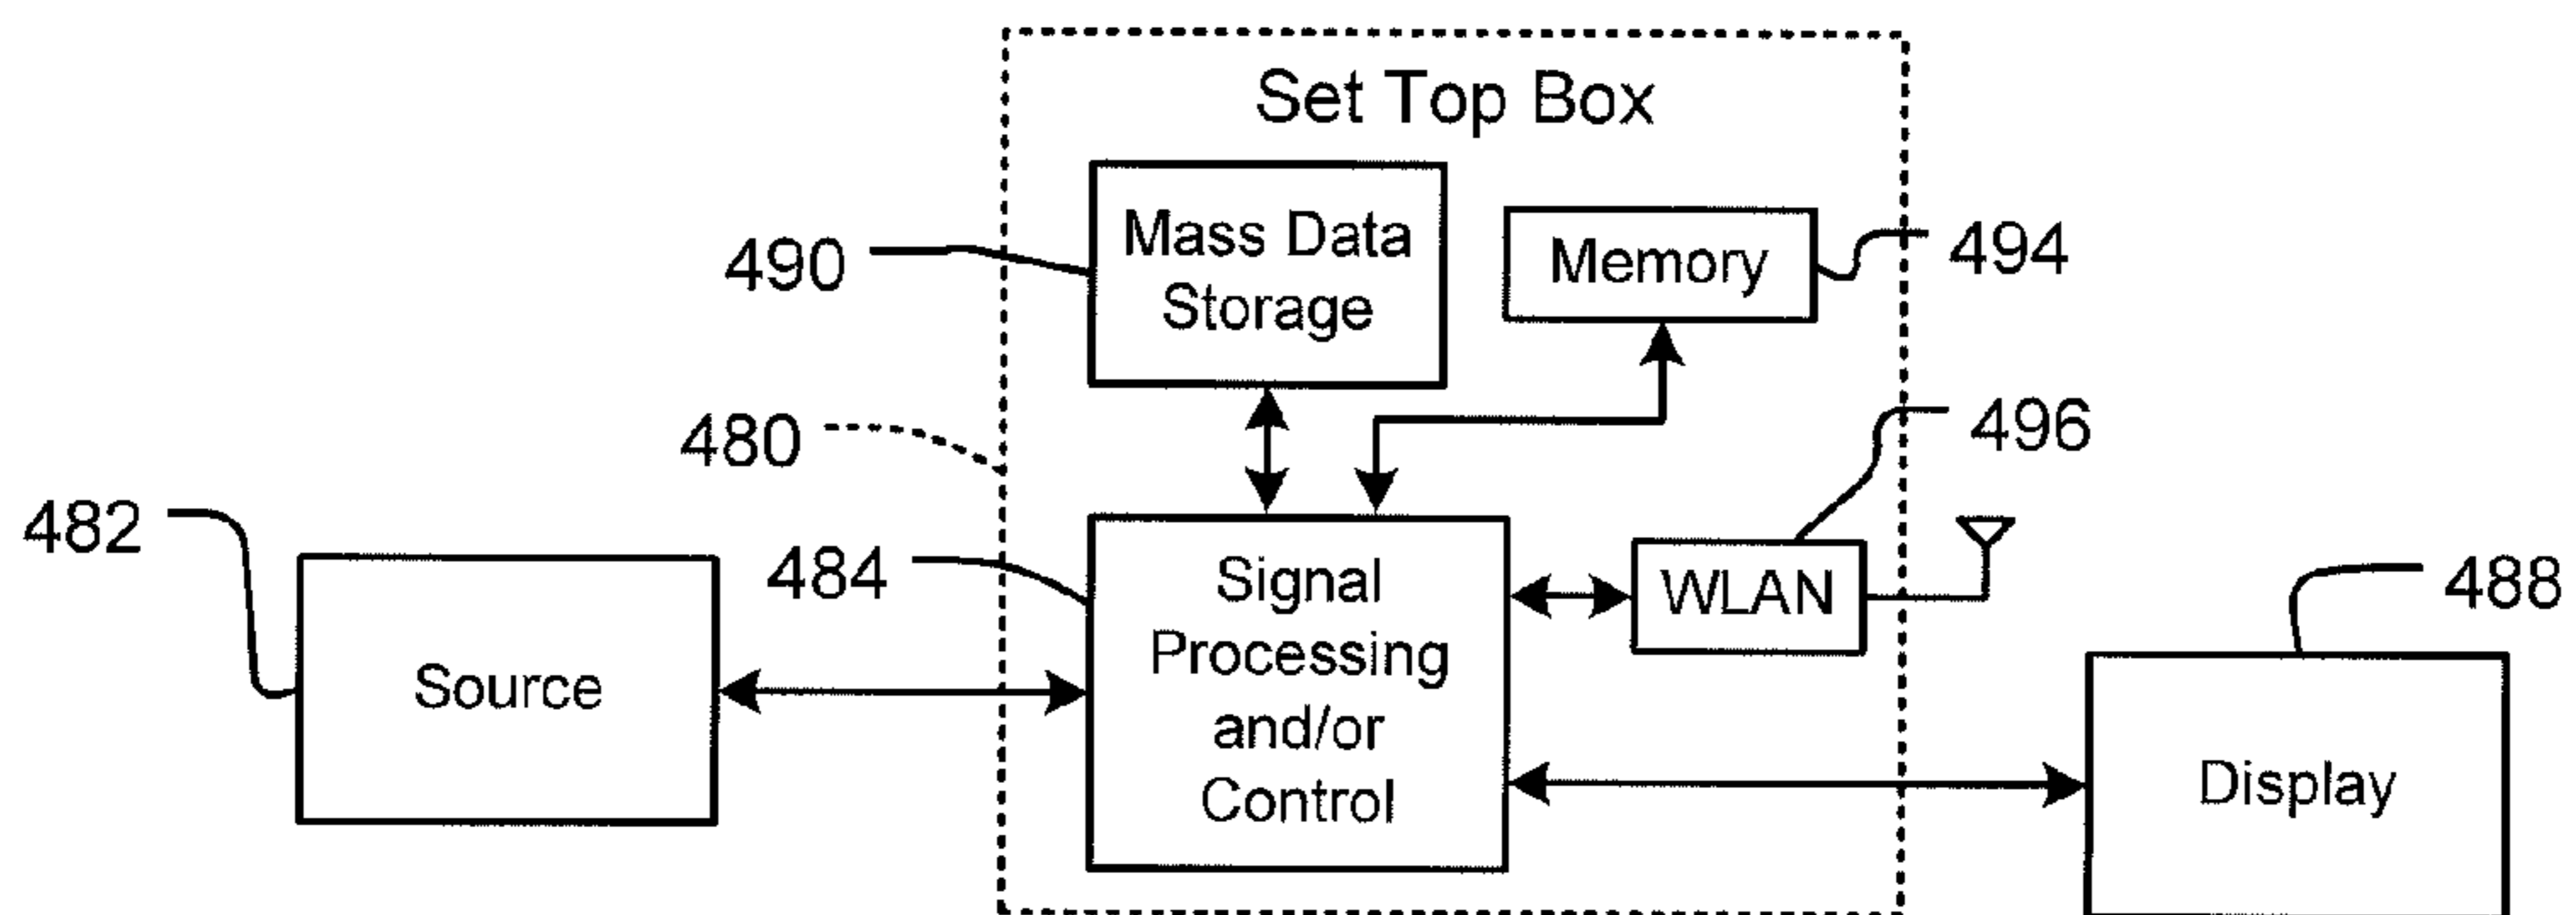 Set Top Box
490
Mass Data
Storage
Memory
494
480
496
482
484
Signal
Processing
and/or
Control
WLAN
488
Source
Display